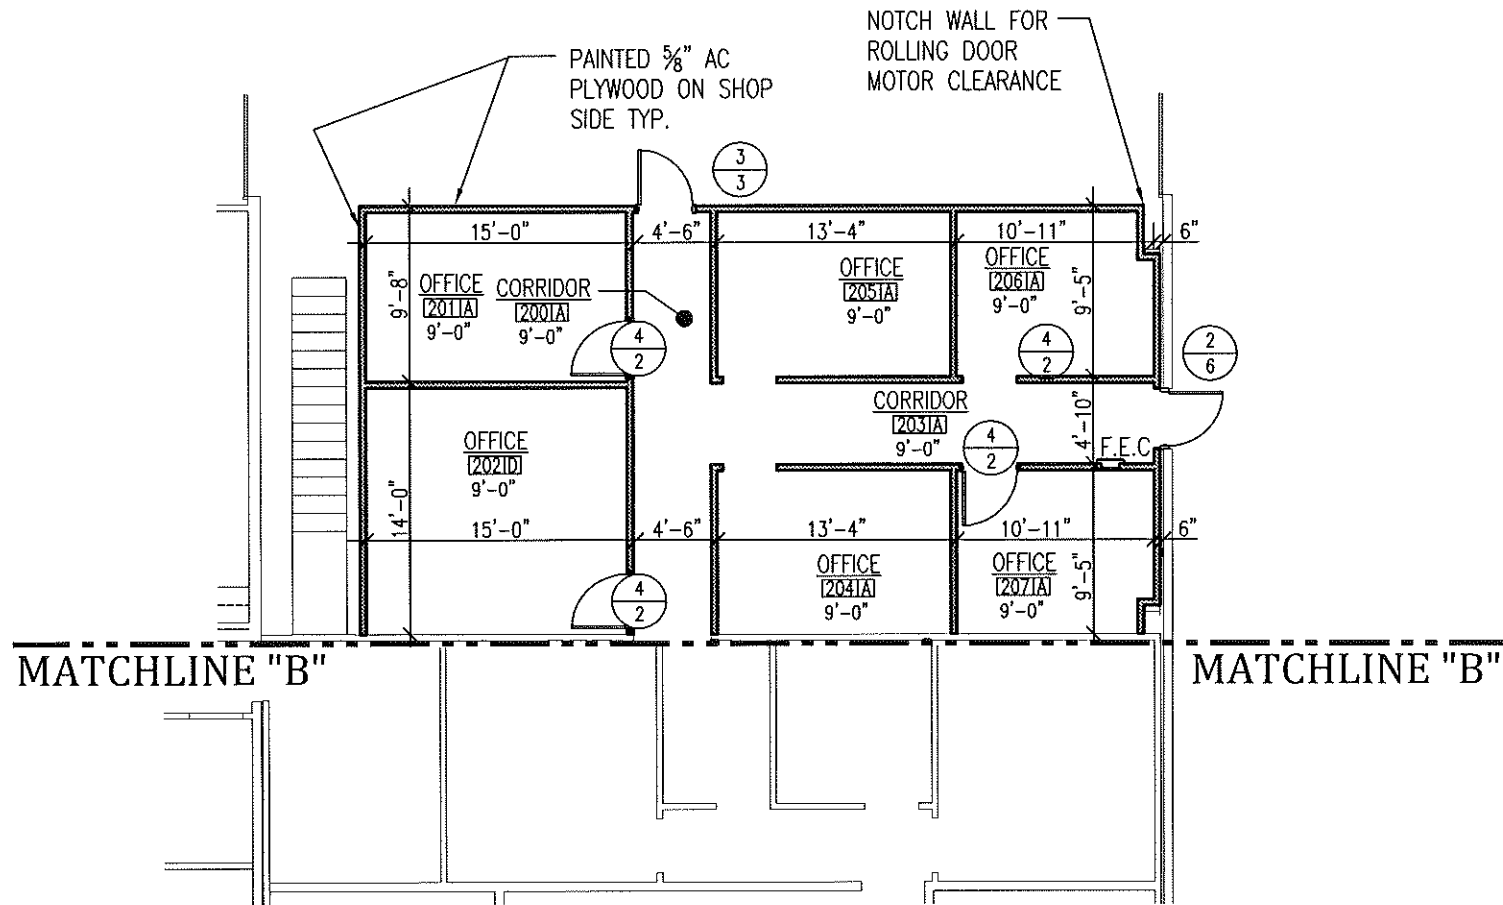 NOTCH WALL FOR
ROLLING DOOR
MOTOR CLEARANCE
PAINTED ⅝" AC
PLYWOOD ON SHOP
SIDE TYP.
3
3
15'-0"
4'-6"
13'-4"
10'-11"
6"
9'-8"
OFFICE
201|A
9'-0"
CORRIDOR
200|A
9'-0"
OFFICE
205|A
9'-0"
OFFICE
206|A
9'-0"
9'-5"
4
2
4
2
2
6
CORRIDOR
203|A
9'-0"
4'-10"
4
2
F.E.C
OFFICE
202|D
9'-0"
14'-0"
15'-0"
4'-6"
13'-4"
10'-11"
6"
OFFICE
204|A
9'-0"
OFFICE
207|A
9'-0"
9'-5"
4
2
MATCHLINE "B"
MATCHLINE "B"